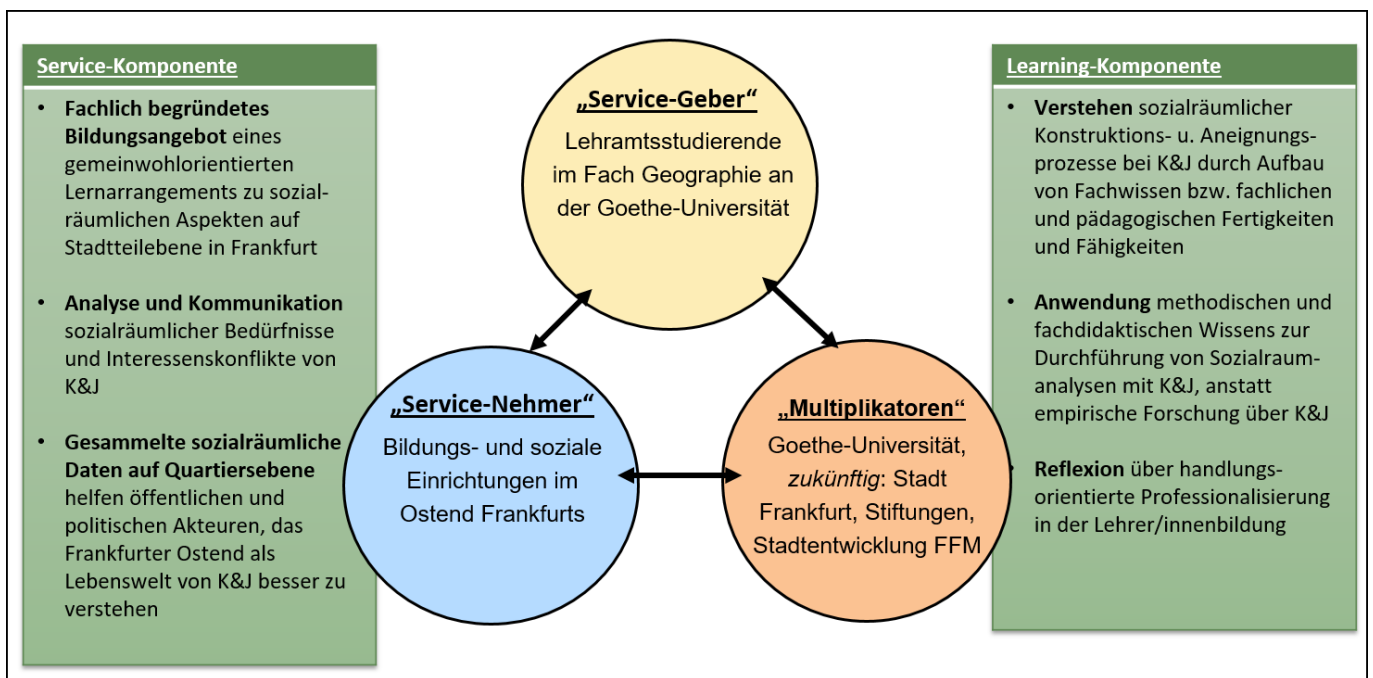 Service-Komponente
• Fachlich begründetes
Bildungsangebot eines
gemeinwohlorientierten
Lernarrangements zu sozial-
räumlichen Aspekten auf
Stadtteilebene in Frankfurt
• Analyse und Kommunikation
sozialräumlicher Bedürfnisse
und Interessenskonflikte von
K&J
• Gesammelte sozialräumliche
Daten auf Quartiersebene
helfen öffentlichen und
politischen Akteuren, das
Frankfurter Ostend als
Lebenswelt von K&J besser zu
verstehen
„Service-Geber“
Lehramtsstudierende
im Fach Geographie an
der Goethe-Universität
„Service-Nehmer“
Bildungs- und soziale
Einrichtungen im
Ostend Frankfurts
„Multiplikatoren“
Goethe-Universität,
zukünftig: Stadt
Frankfurt, Stiftungen,
Stadtentwicklung FFM
Learning-Komponente
• Verstehen sozialräumlicher
Konstruktions- u. Aneignungs-
prozesse bei K&J durch Aufbau
von Fachwissen bzw. fachlichen
und pädagogischen Fertigkeiten
und Fähigkeiten
• Anwendung methodischen und
fachdidaktischen Wissens zur
Durchführung von Sozialraum-
analysen mit K&J, anstatt
empirische Forschung über K&J
• Reflexion über handlungs-
orientierte Professionalisierung
in der Lehrer/innenbildung